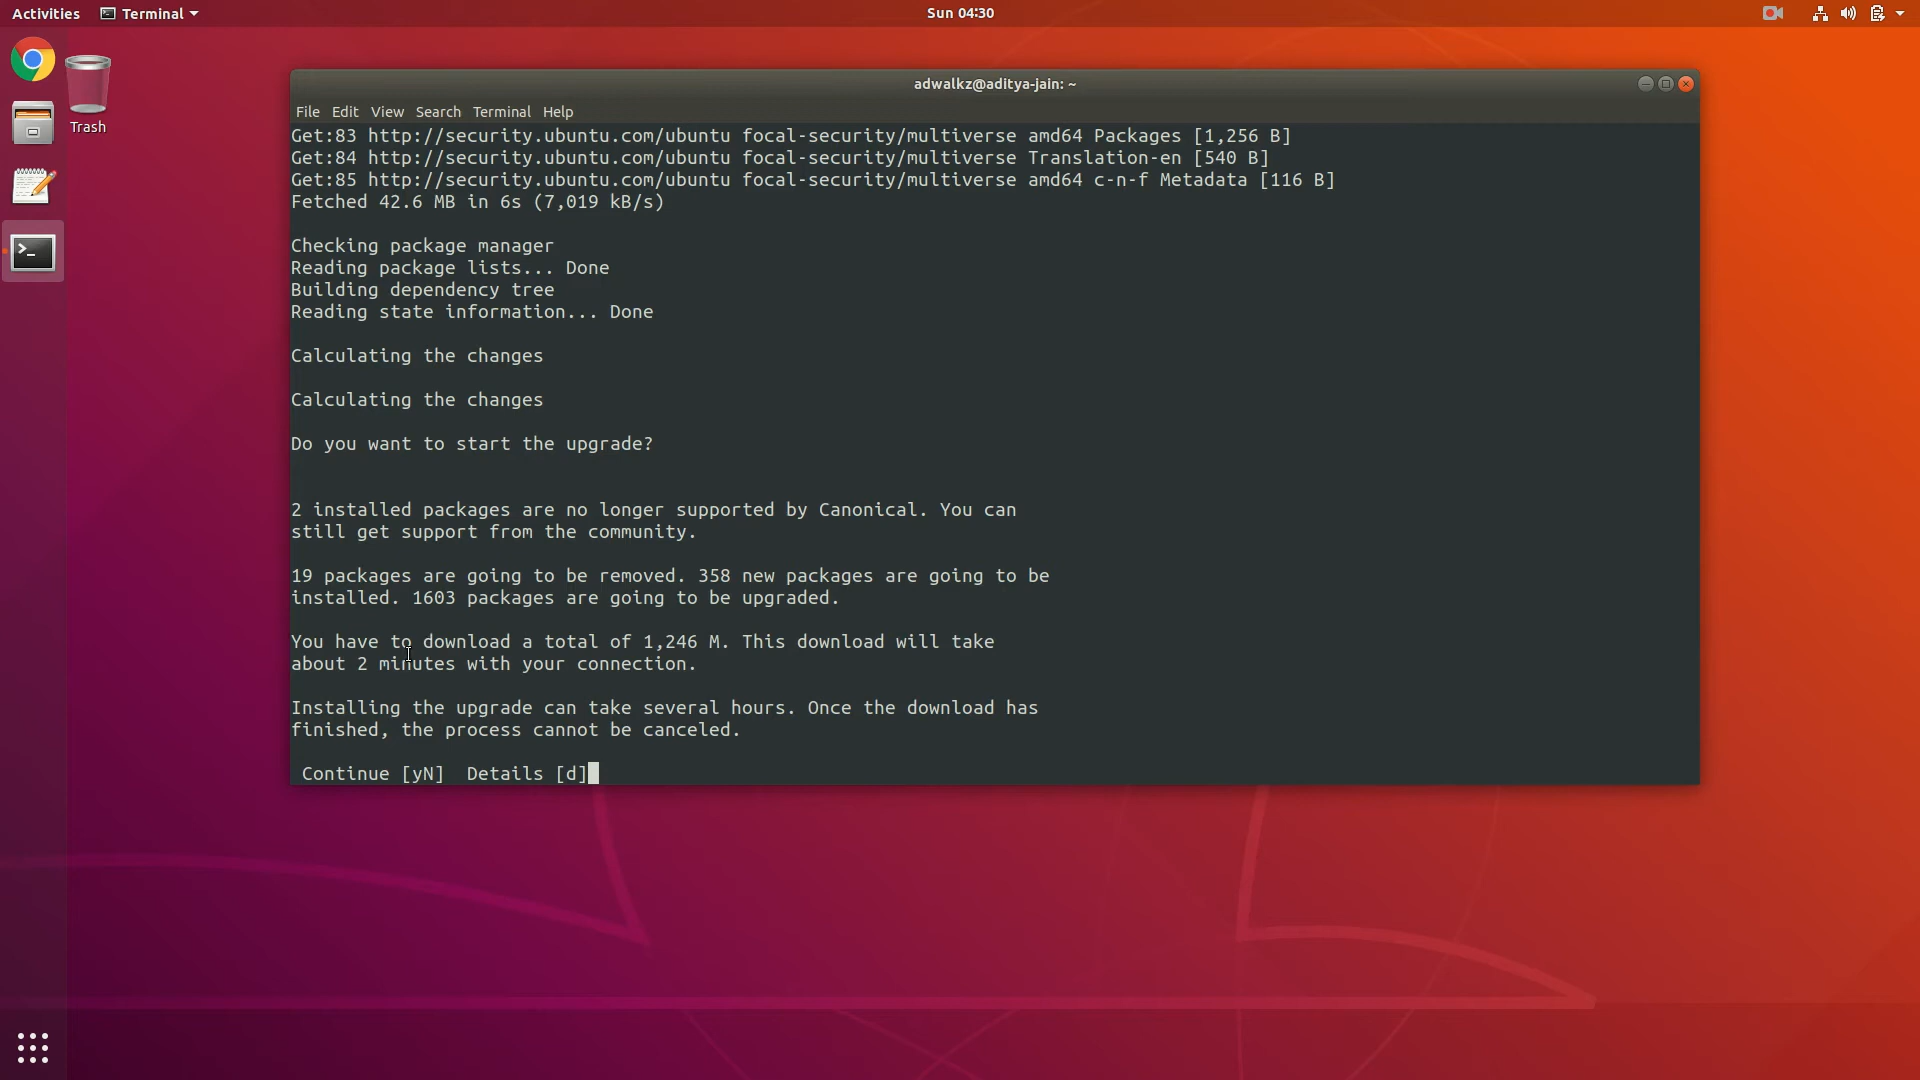 Activities Terminal Sun 04:30
Trash
adwalkz@aditya-jain: ~
File Edit View Search Terminal Help
Get:83 http://security.ubuntu.com/ubuntu focal-security/multiverse amd64 Packages [1,256 B]
Get:84 http://security.ubuntu.com/ubuntu focal-security/multiverse Translation-en [540 B]
Get:85 http://security.ubuntu.com/ubuntu focal-security/multiverse amd64 c-n-f Metadata [116 B]
Fetched 42.6 MB in 6s (7,019 kB/s)
Checking package manager
Reading package lists... Done
Building dependency tree
Reading state information... Done
Calculating the changes
Calculating the changes
Do you want to start the upgrade?
2 installed packages are no longer supported by Canonical. You can
still get support from the community.
19 packages are going to be removed. 358 new packages are going to be
installed. 1603 packages are going to be upgraded.
You have to download a total of 1,246 M. This download will take
about 2 minutes with your connection.
Installing the upgrade can take several hours. Once the download has
finished, the process cannot be canceled.
Continue [yN]  Details [d]